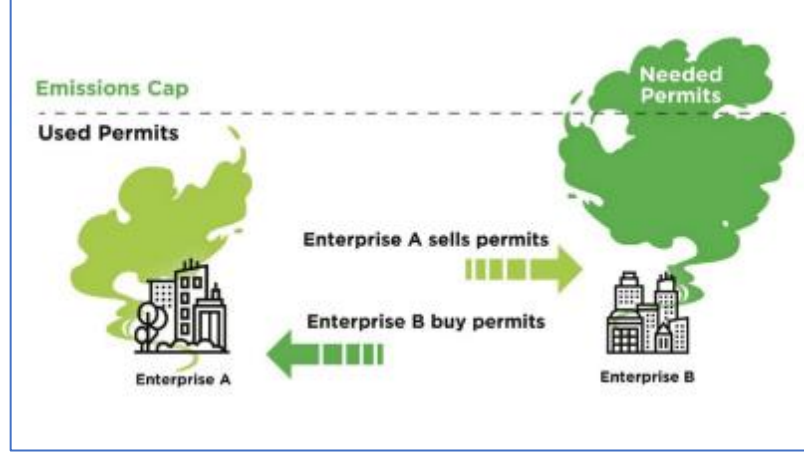 Needed
Permits
Emissions Cap
Used Permits
Enterprise A sells permits
Enterprise B buy permits
Enterprise A
Enterprise B